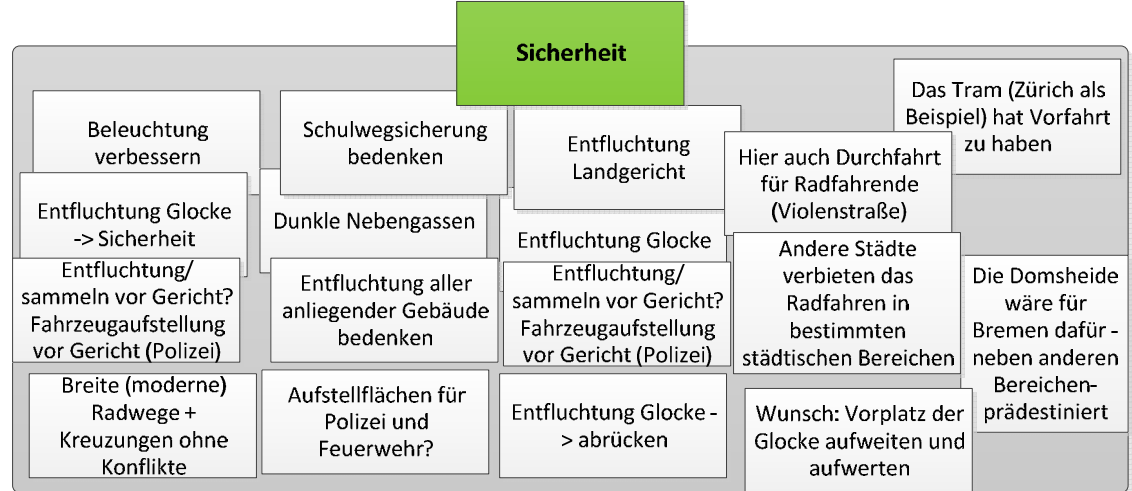 Sicherheit
Beleuchtung
verbessern
Schulwegsicherung
bedenken
Entfluchtung
Landgericht
Hier auch Durchfahrt
für Radfahrende
(Violenstraße)
Das Tram (Zürich als
Beispiel) hat Vorfahrt
zu haben
Entfluchtung Glocke
-> Sicherheit
Dunkle Nebengassen
Entfluchtung Glocke
Entfluchtung/
sammeln vor Gericht?
Fahrzeugaufstellung
vor Gericht (Polizei)
Entfluchtung aller
anliegender Gebäude
bedenken
Entfluchtung/
sammeln vor Gericht?
Fahrzeugaufstellung
vor Gericht (Polizei)
Andere Städte
verbieten das
Radfahren in
bestimmten
städtischen Bereichen
Die Domsheide
wäre für
Bremen dafür -
neben anderen
Bereichen-
prädestiniert
Breite (moderne)
Radwege +
Kreuzungen ohne
Konflikte
Aufstellflächen für
Polizei und
Feuerwehr?
Entfluchtung Glocke -
> abrücken
Wunsch: Vorplatz der
Glocke aufweiten und
aufwerten